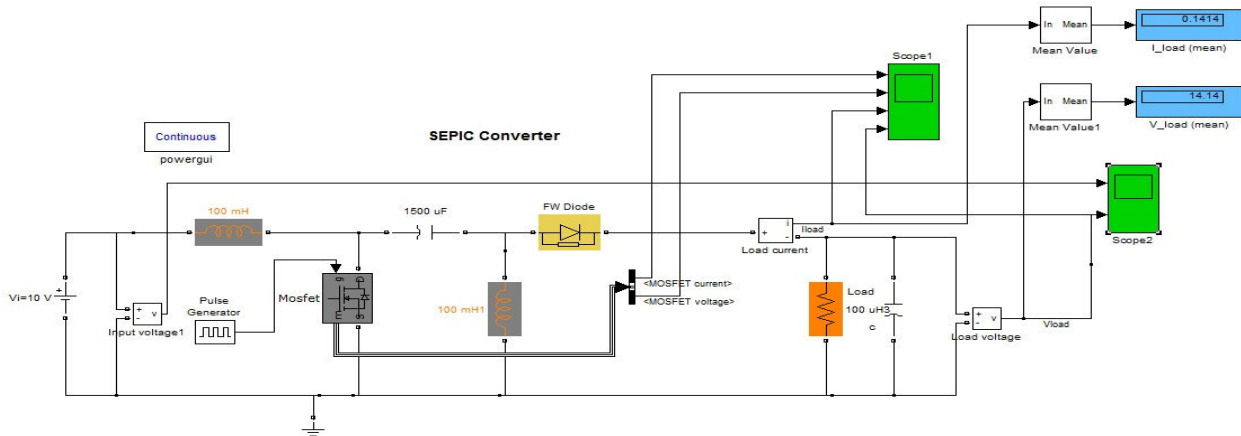 0.1414
In Mean
Mean Value
I_load (mean)
Scope1
14.14
In Mean
Mean Value1
V_load (mean)
Continuous
powergui
SEPIC Converter
100 mH
1500 uF
FW Diode
+ i
-
Iload
Load current
Scope2
Vi=10 V
+
+ v
-
Input voltage1
Pulse
Generator
Mosfet
g
D
m
S
100 mH1
<MOSFET current>
<MOSFET voltage>
Load
100 uH3
c
+ v
-
Load voltage
Vload